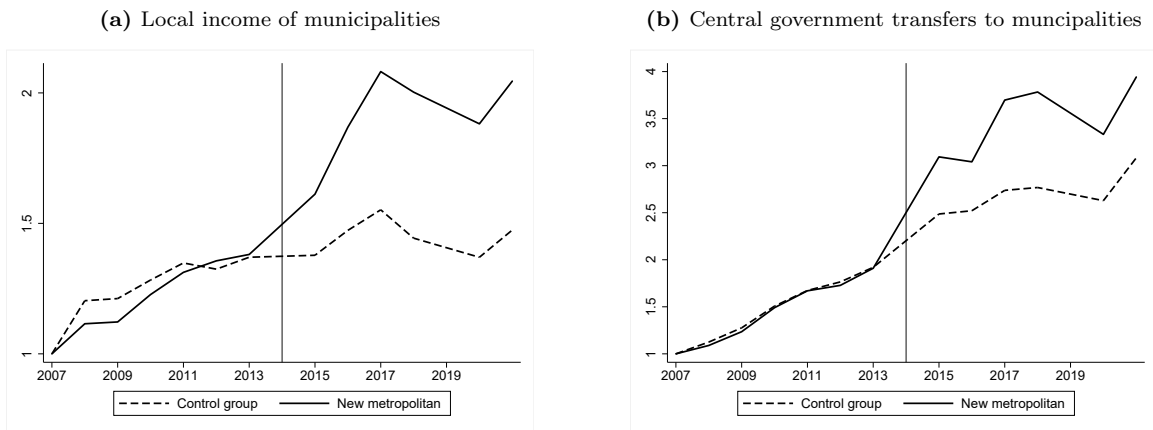 (a) Local income of municipalities
2
1.5
1
2007 2009 2011 2013 2015 2017 2019
Control group New metropolitan
(b) Central government transfers to muncipalities
4
3.5
3
2.5
2
1.5
1
2007 2009 2011 2013 2015 2017 2019
Control group New metropolitan